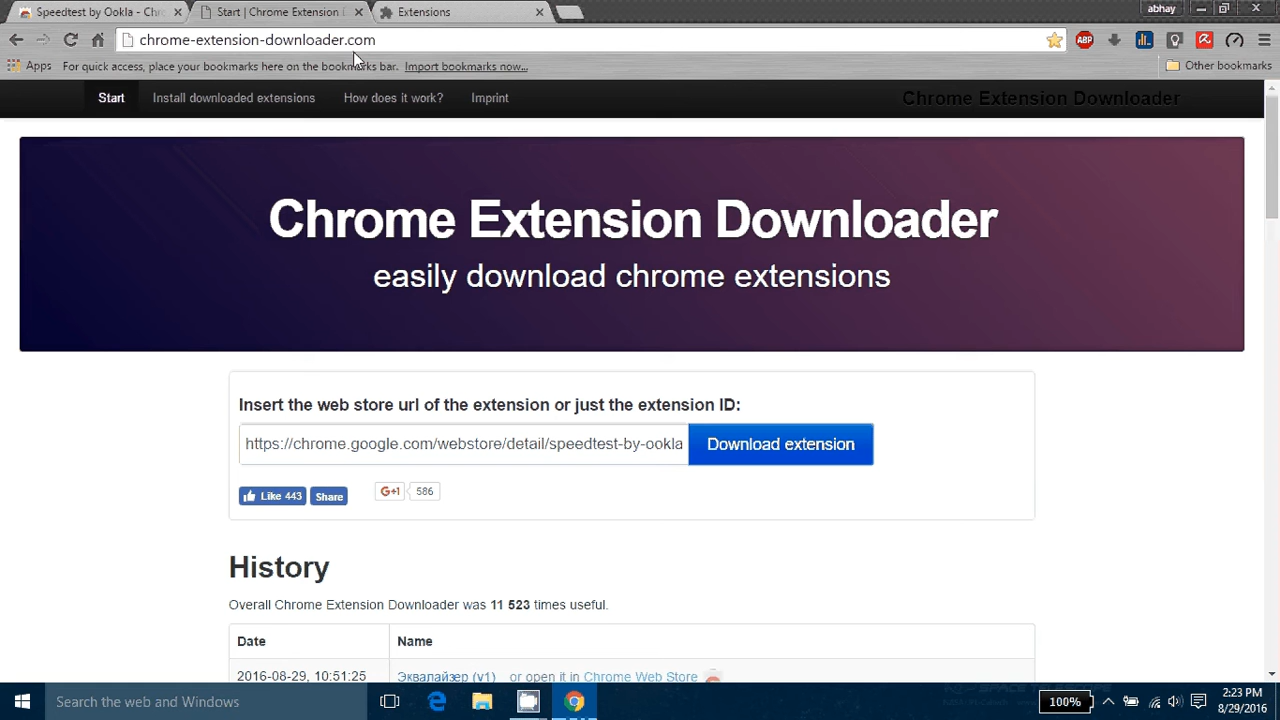 Speedtest by Ookla - Chr
Start | Chrome Extension
Extensions
abhay
chrome-extension-downloader.com
ABP
Apps For quick access, place your bookmarks here on the bookmarks bar. Import bookmarks now... Other bookmarks
Start Install downloaded extensions How does it work? Imprint Chrome Extension Downloader
Chrome Extension Downloader
easily download chrome extensions
Insert the web store url of the extension or just the extension ID:
https://chrome.google.com/webstore/detail/speedtest-by-ookla Download extension
Like 443 Share G+1 586
History
Overall Chrome Extension Downloader was 11 523 times useful.
Date Name
2016-08-29, 10:51:25 Эквалайзер (v1) or open it in Chrome Web Store
Search the web and Windows
100%
2:23 PM
8/29/2016